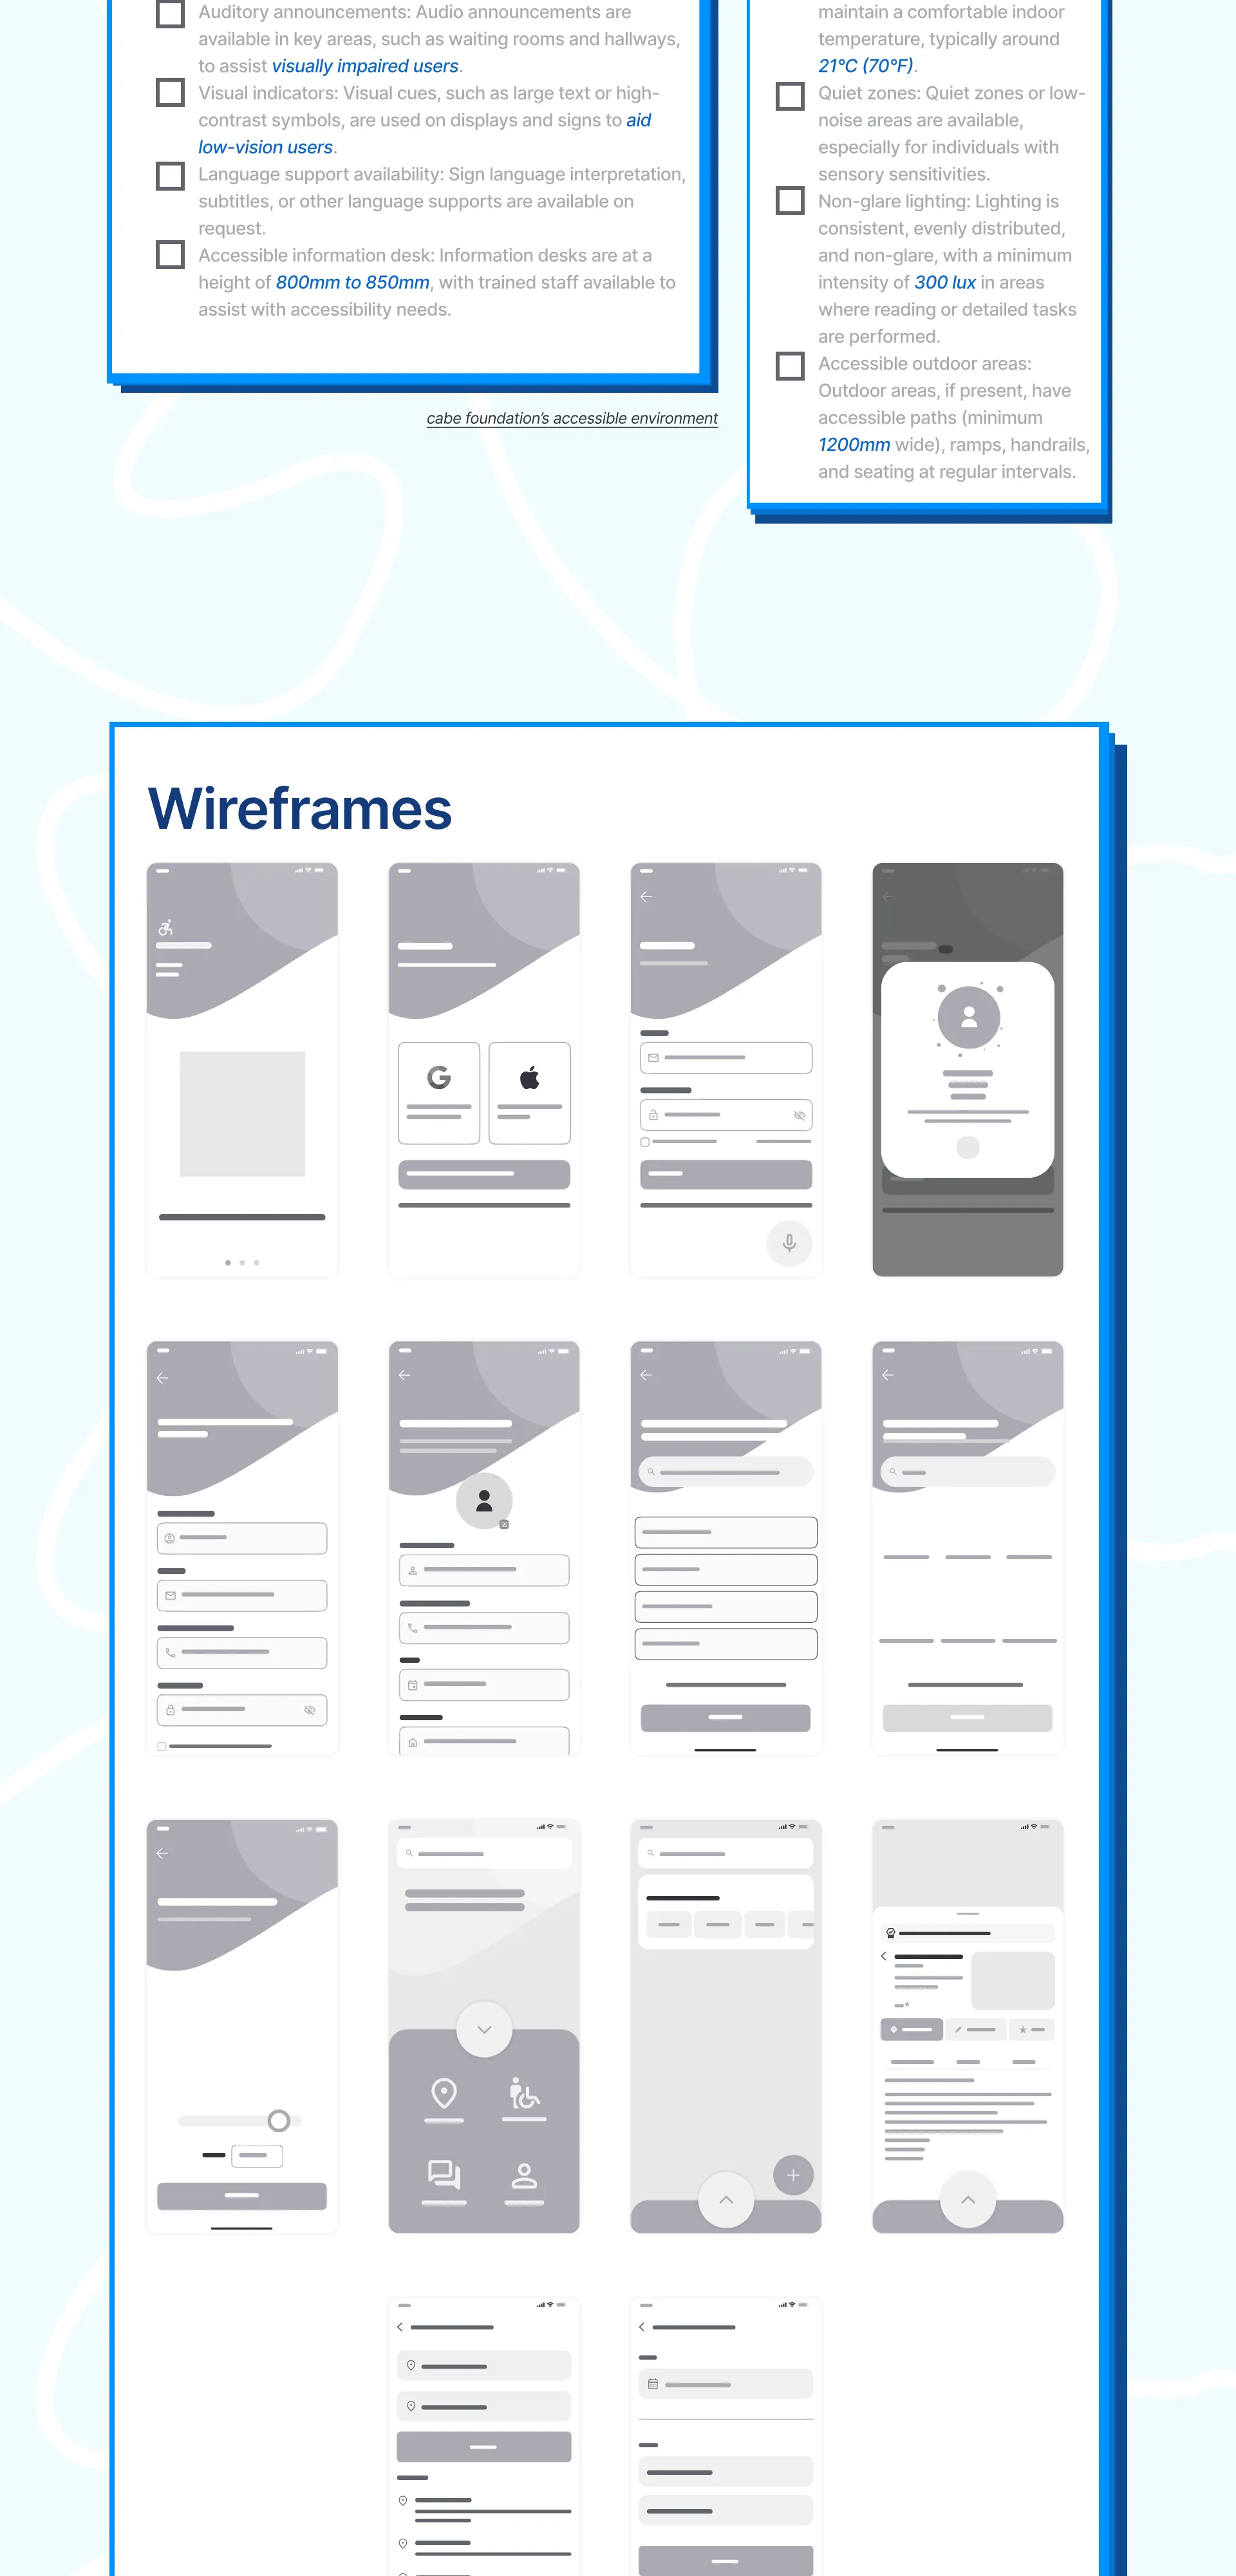 Auditory announcements: Audio announcements are
available in key areas, such as waiting rooms and hallways,
to assist visually impaired users.
Visual indicators: Visual cues, such as large text or high-
contrast symbols, are used on displays and signs to aid
low-vision users.
Language support availability: Sign language interpretation,
subtitles, or other language supports are available on
request.
Accessible information desk: Information desks are at a
height of 800mm to 850mm, with trained staff available to
assist with accessibility needs.
cabe foundation's accessible environment
maintain a comfortable indoor
temperature, typically around
21°C (70°F).
Quiet zones: Quiet zones or low-
noise areas are available,
especially for individuals with
sensory sensitivities.
Non-glare lighting: Lighting is
consistent, evenly distributed,
and non-glare, with a minimum
intensity of 300 lux in areas
where reading or detailed tasks
are performed.
Accessible outdoor areas:
Outdoor areas, if present, have
accessible paths (minimum
1200mm wide), ramps, handrails,
and seating at regular intervals.
Wireframes